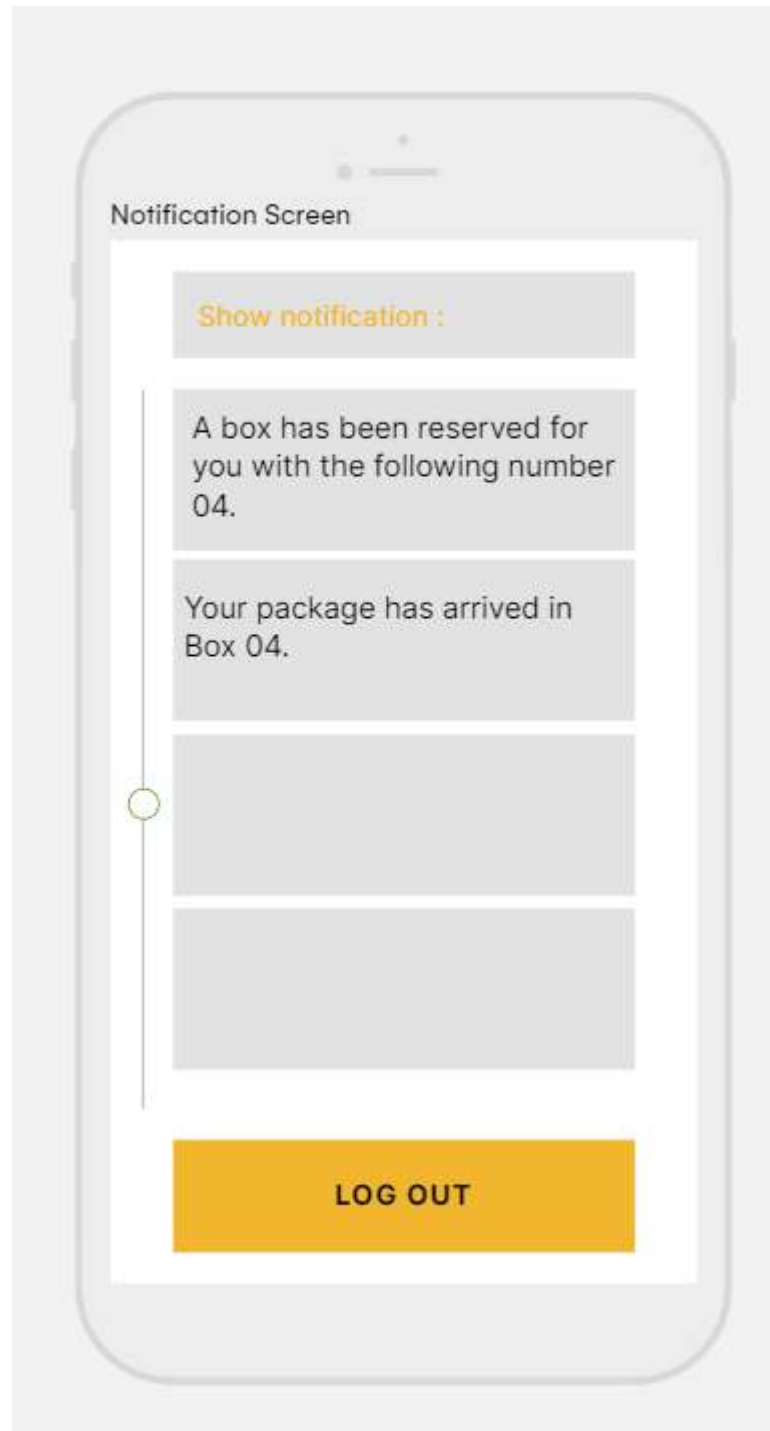 Notification Screen
Show notification :
A box has been reserved for
you with the following number
04.
Your package has arrived in
Box 04.
LOG OUT